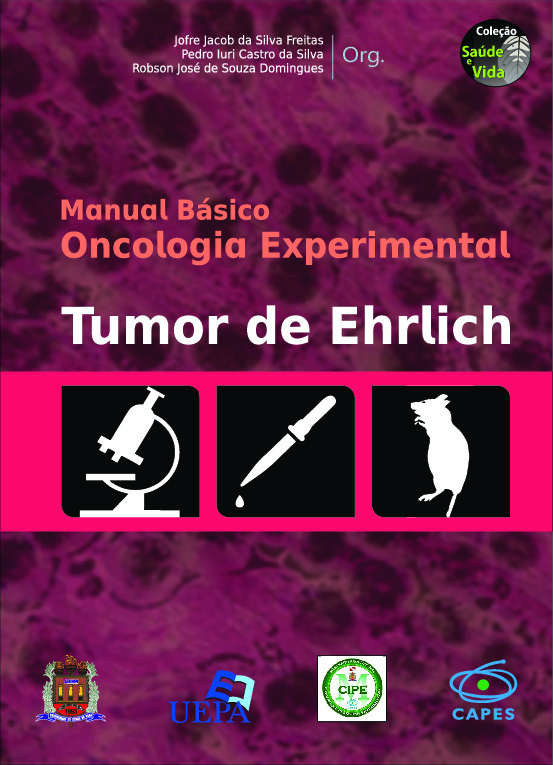 Jofre Jacob da Silva Freitas
Pedro Iuri Castro da Silva
Robson José de Souza Domingues
Org.
Coleção
Saúde
e
Vida
Manual Básico
Oncologia Experimental
Tumor de Ehrlich
UEPA
CIPE
CAPES